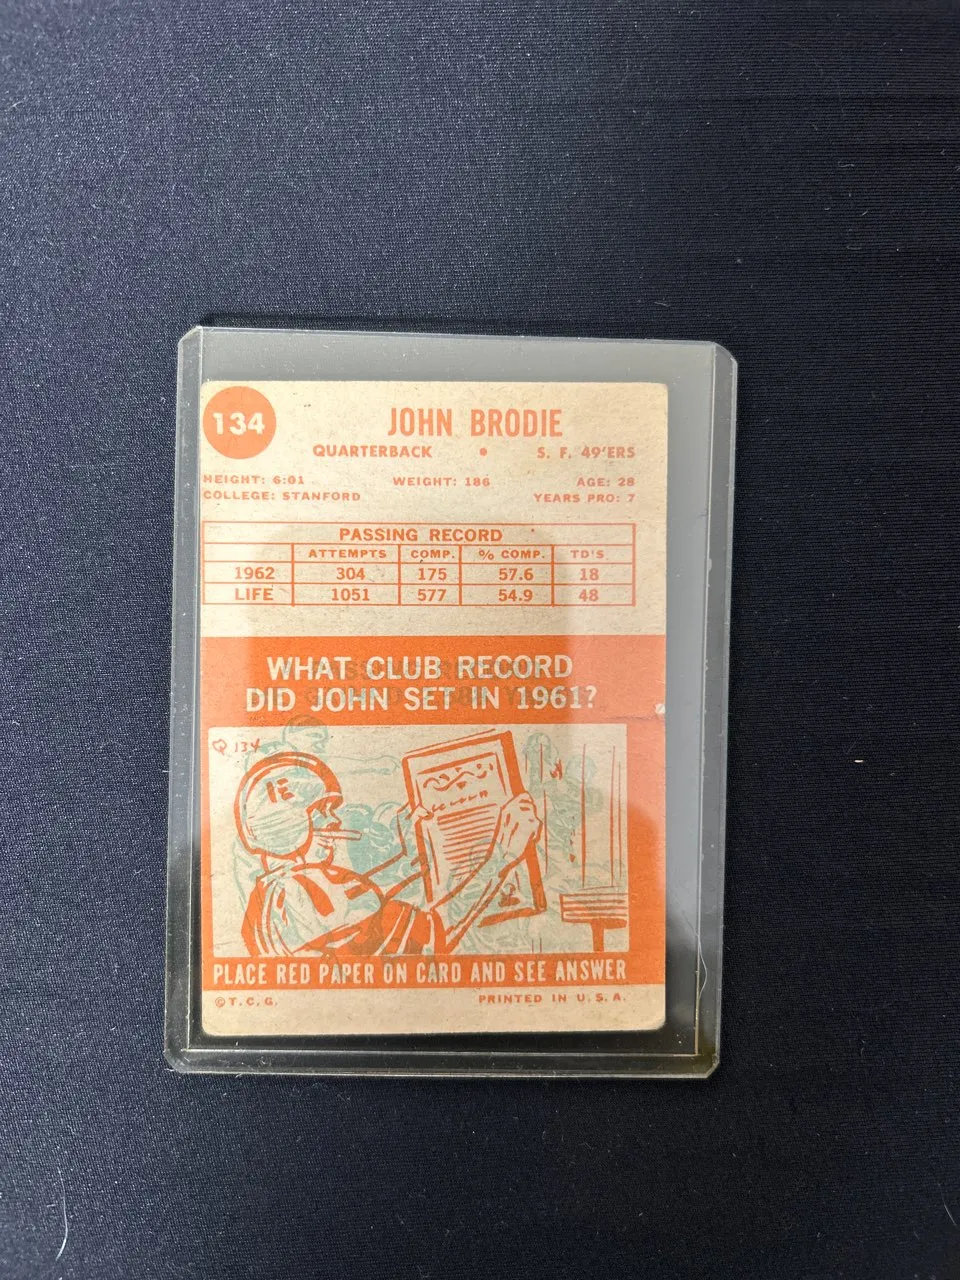 134
JOHN BRODIE
QUARTERBACK • S. F. 49'ERS
HEIGHT: 6:01 WEIGHT: 186 AGE: 28
COLLEGE: STANFORD YEARS PRO: 7
PASSING RECORD
ATTEMPTS COMP. % COMP. TD'S
1962 304 175 57.6 18
LIFE 1051 577 54.9 48
WHAT CLUB RECORD
DID JOHN SET IN 1961?
Q 134
PLACE RED PAPER ON CARD AND SEE ANSWER
©T.C.G. PRINTED IN U.S.A.